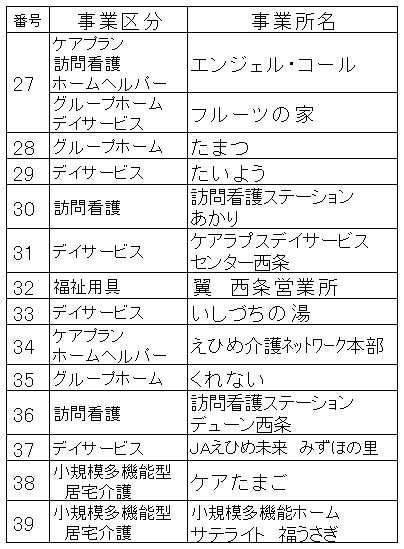 番号 事業区分 事業所名
ケアプラン
訪問看護
ホームヘルパー
エンジェル・コール
27
グループホーム
デイサービス
フルーツの家
28 グループホーム たまつ
29 デイサービス たいよう
30 訪問看護 訪問看護ステーション
あかり
31 デイサービス ケアラプスデイサービス
センター西条
32 福祉用具 翼 西条営業所
33 デイサービス いしづちの湯
34 ケアプラン
ホームヘルパー
えひめ介護ネットワーク本部
35 グループホーム くれない
36 訪問看護 訪問看護ステーション
デューン西条
37 デイサービス JAえひめ未来 みずほの里
38 小規模多機能型
居宅介護
ケアたまご
39 小規模多機能型
居宅介護
小規模多機能ホーム
サテライト 福うさぎ